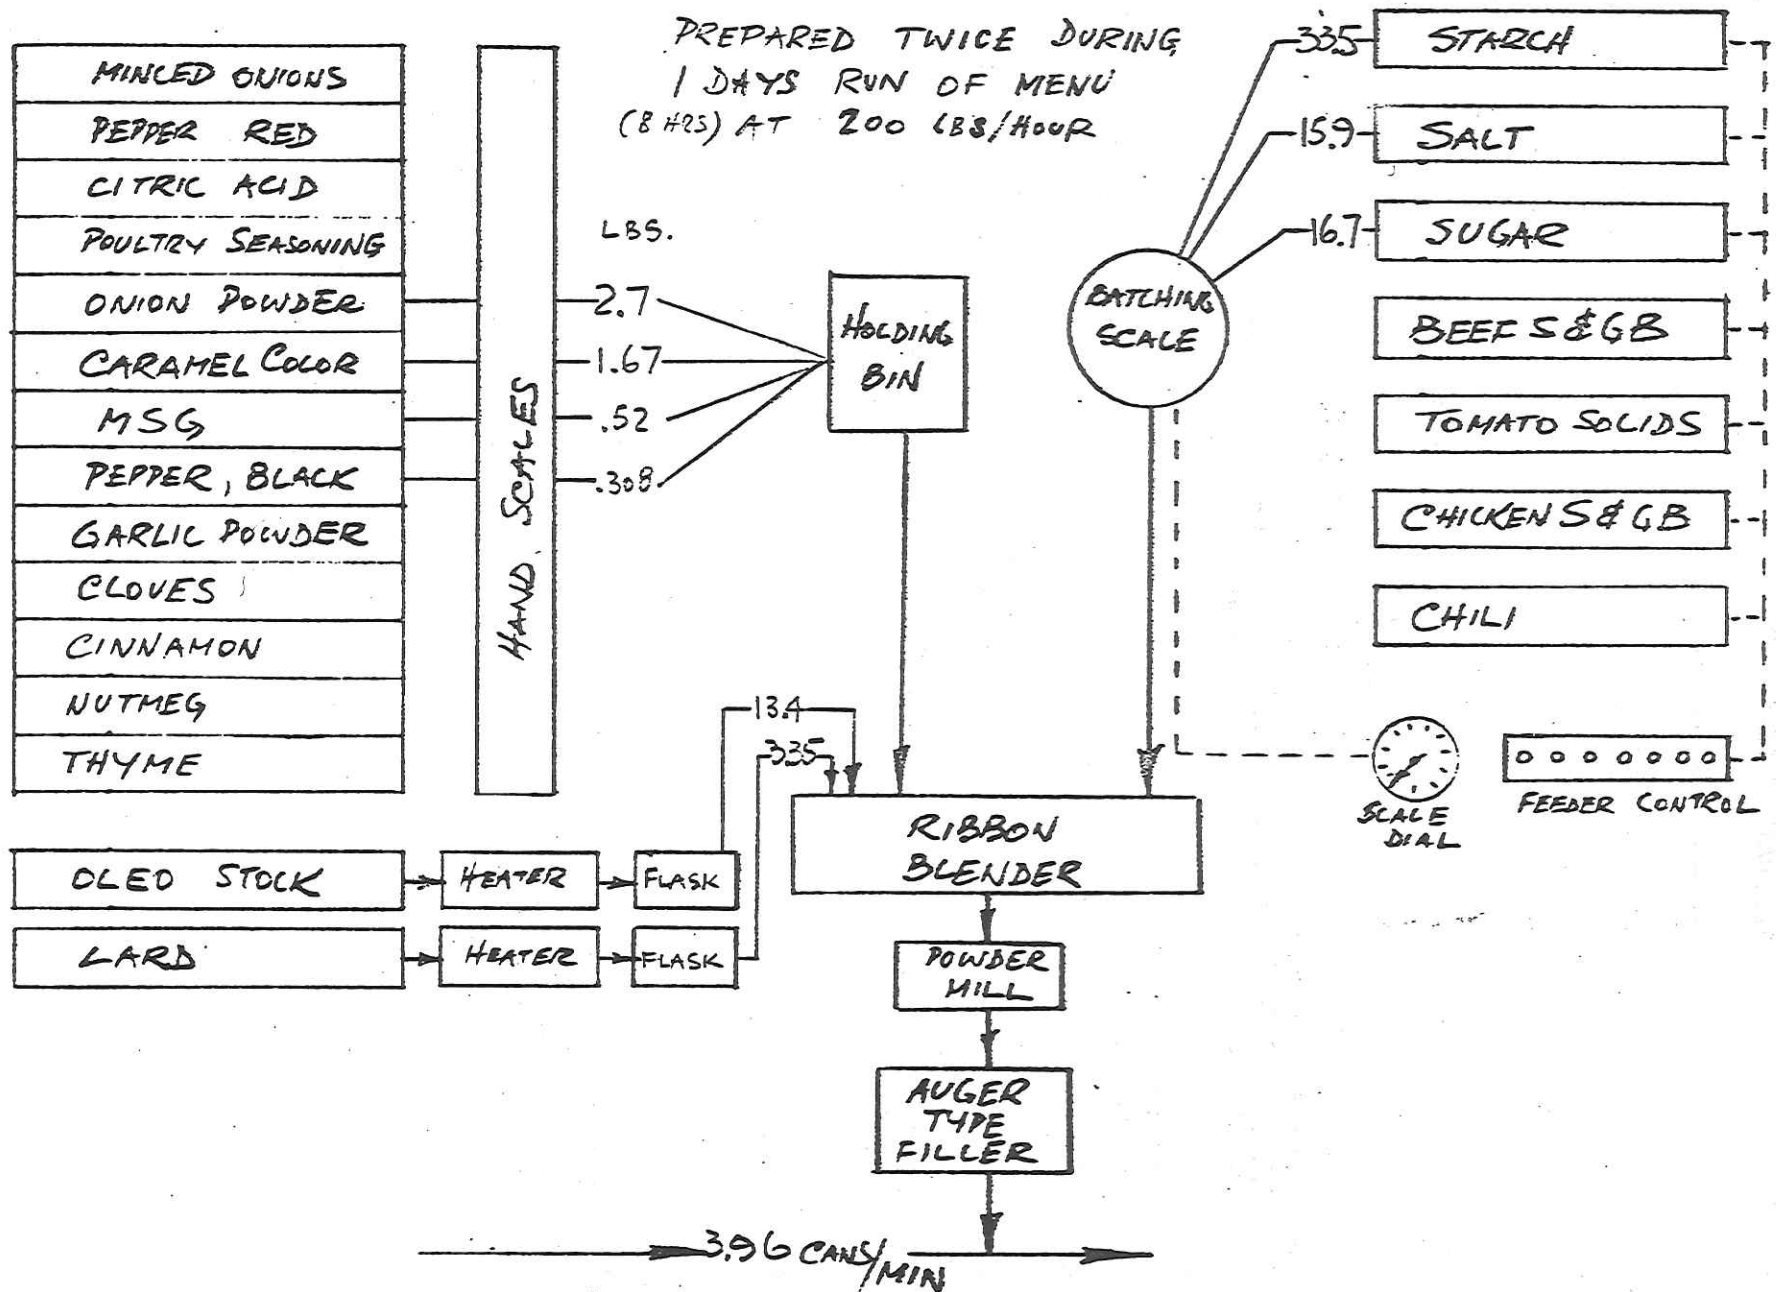 PREPARED TWICE DURING
1 DAYS RUN OF MENU
(8 HRS) AT 200 LBS/HOUR
MINCED ONIONS
PEPPER RED
CITRIC ACID
POULTRY SEASONING
ONION POWDER
CARAMEL COLOR
MSG
PEPPER, BLACK
GARLIC POWDER
CLOVES
CINNAMON
NUTMEG
THYME
HAND SCALES
LBS.
2.7
1.67
.52
.308
HOLDING
BIN
BATCHING
SCALE
33.5
15.9
16.7
STARCH
SALT
SUGAR
BEEF S & GB
TOMATO SOLIDS
CHICKEN S & GB
CHILI
SCALE
DIAL
FEEDER CONTROL
13.4
3.35
OLEO STOCK
HEATER
FLASK
LARD
HEATER
FLASK
RIBBON
BLENDER
POWDER
MILL
AUGER
TYPE
FILLER
3.96 CANS/MIN